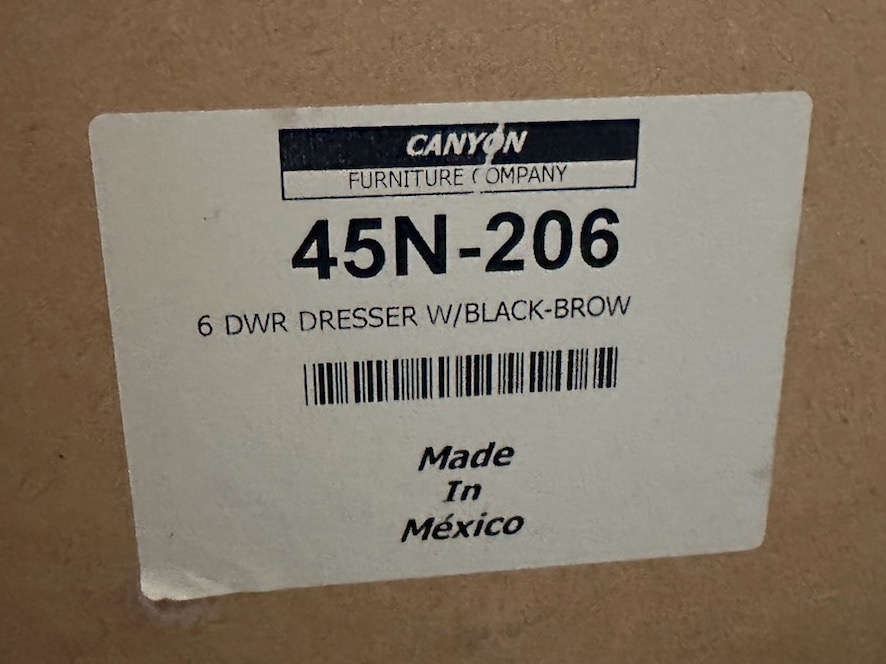 CANYON
FURNITURE COMPANY
45N-206
6 DWR DRESSER W/BLACK-BROW
Made
In
México